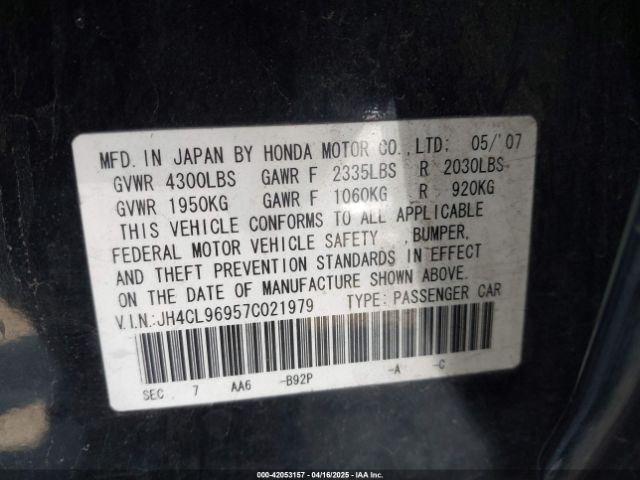 MFD. IN JAPAN BY HONDA MOTOR CO., LTD: 05/'07
GVWR 4300LBS GAWR F 2335LBS R 2030LBS
GVWR 1950KG GAWR F 1060KG R 920KG
THIS VEHICLE CONFORMS TO ALL APPLICABLE
FEDERAL MOTOR VEHICLE SAFETY ,BUMPER,
AND THEFT PREVENTION STANDARDS IN EFFECT
ON THE DATE OF MANUFACTURE SHOWN ABOVE.
V.I.N.:JH4CL96957C021979 TYPE: PASSENGER CAR
SEC 7 AA6 -B92P -A -C
000-42053157 - 04/16/2025 - IAAI.COM